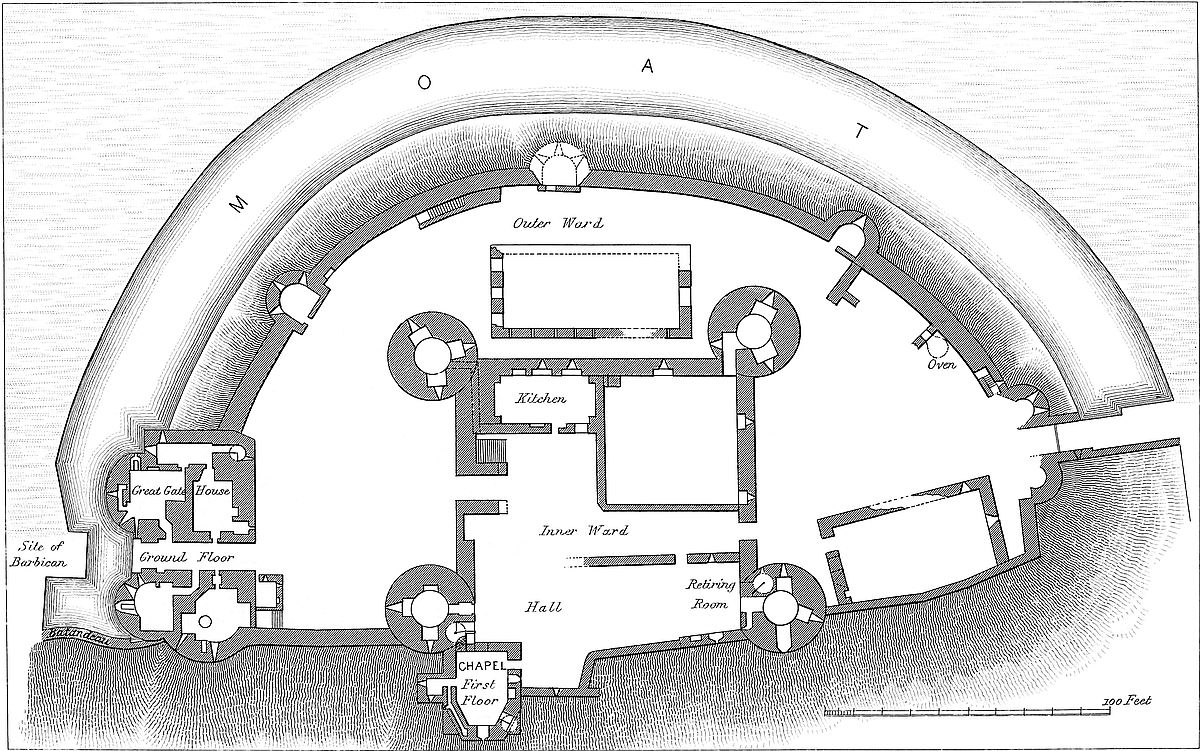 M O A T
Outer Ward
Oven
Kitchen
Great Gate House
Inner Ward
Site of
Barbican
Ground Floor
Retiring
Room
Hall
Batardeau
CHAPEL
First
Floor
100 Feet